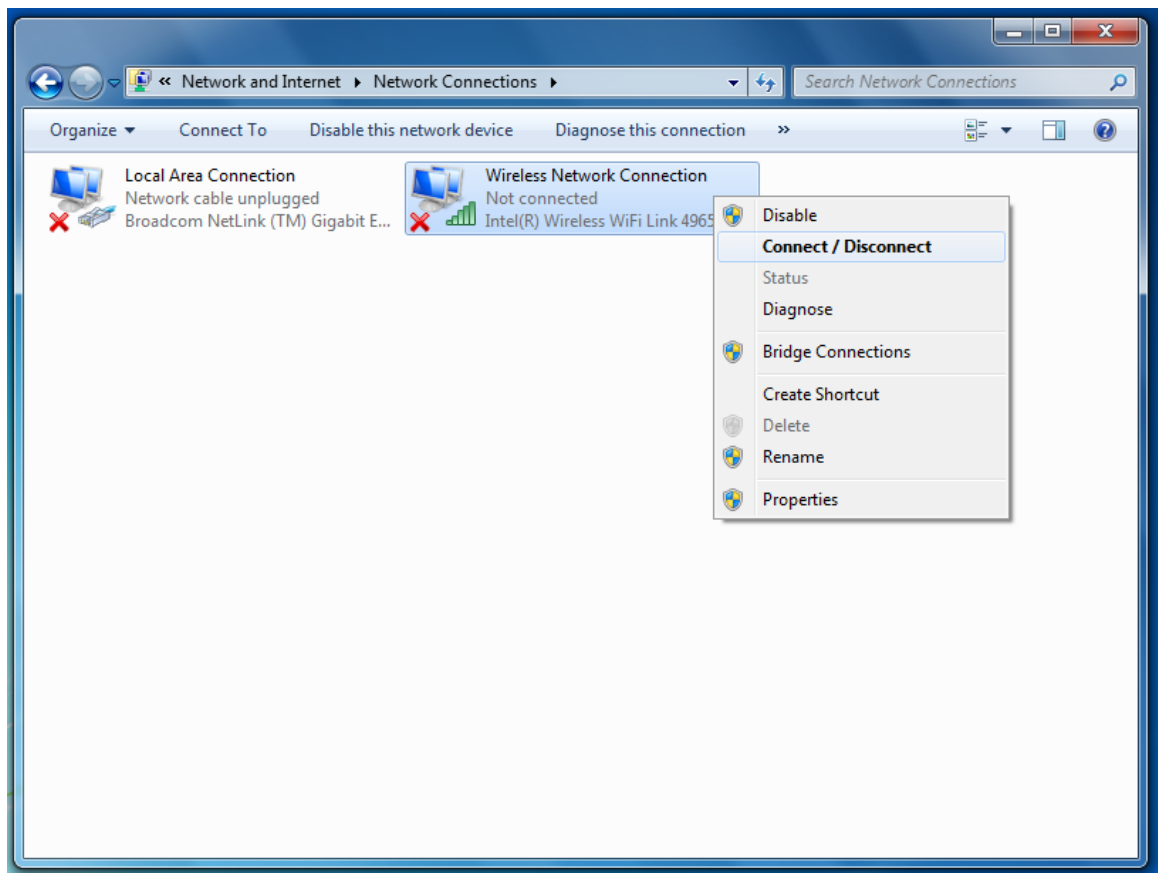 « Network and Internet ▸ Network Connections ▸
Search Network Connections
Organize ▾ Connect To Disable this network device Diagnose this connection »
Local Area Connection
Network cable unplugged
Broadcom NetLink (TM) Gigabit E...
Wireless Network Connection
Not connected
Intel(R) Wireless WiFi Link 4965
Disable
Connect / Disconnect
Status
Diagnose
Bridge Connections
Create Shortcut
Delete
Rename
Properties